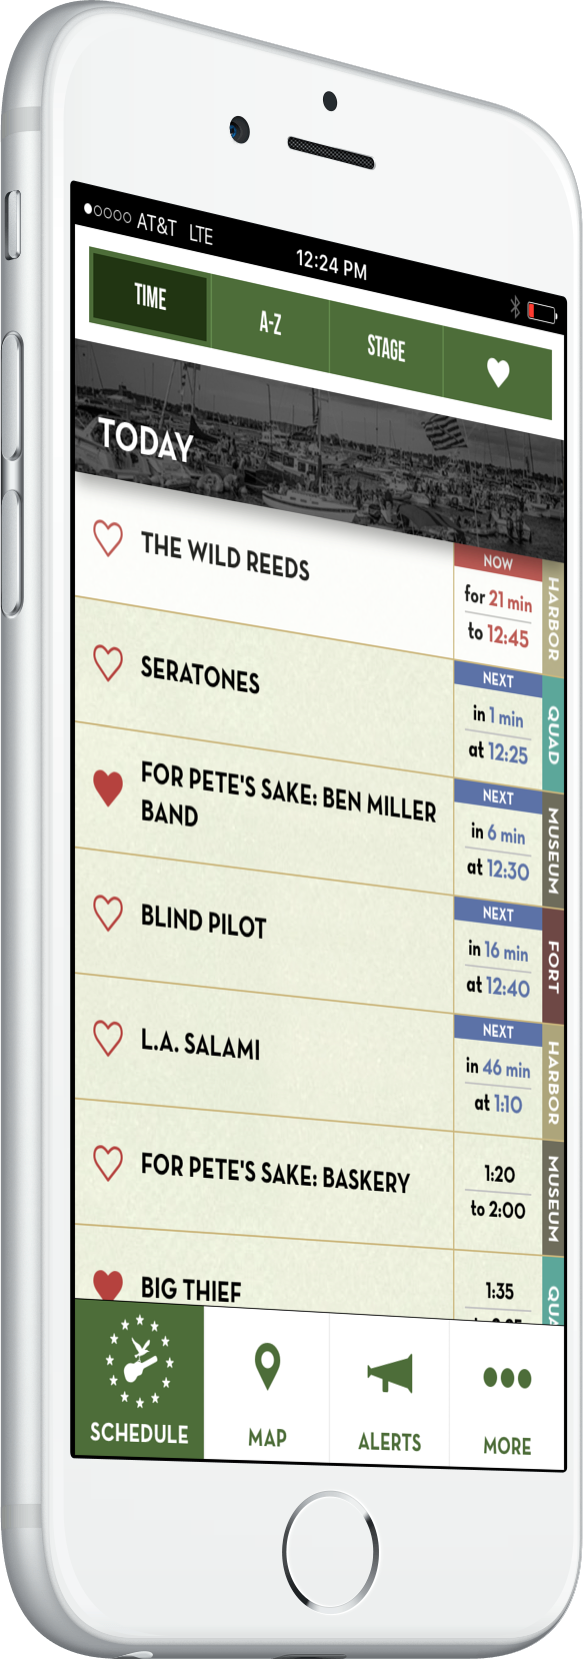 AT&T LTE
12:24 PM
TIME
A-Z
STAGE
TODAY
THE WILD REEDS
NOW
for 21 min
to 12:45
HARBOR
SERATONES
NEXT
in 1 min
at 12:25
QUAD
FOR PETE'S SAKE: BEN MILLER
BAND
NEXT
in 6 min
at 12:30
MUSEUM
BLIND PILOT
NEXT
in 16 min
at 12:40
FORT
L.A. SALAMI
NEXT
in 46 min
at 1:10
HARBOR
FOR PETE'S SAKE: BASKERY
1:20
to 2:00
MUSEUM
BIG THIEF
1:35
QUA
SCHEDULE
MAP
ALERTS
MORE